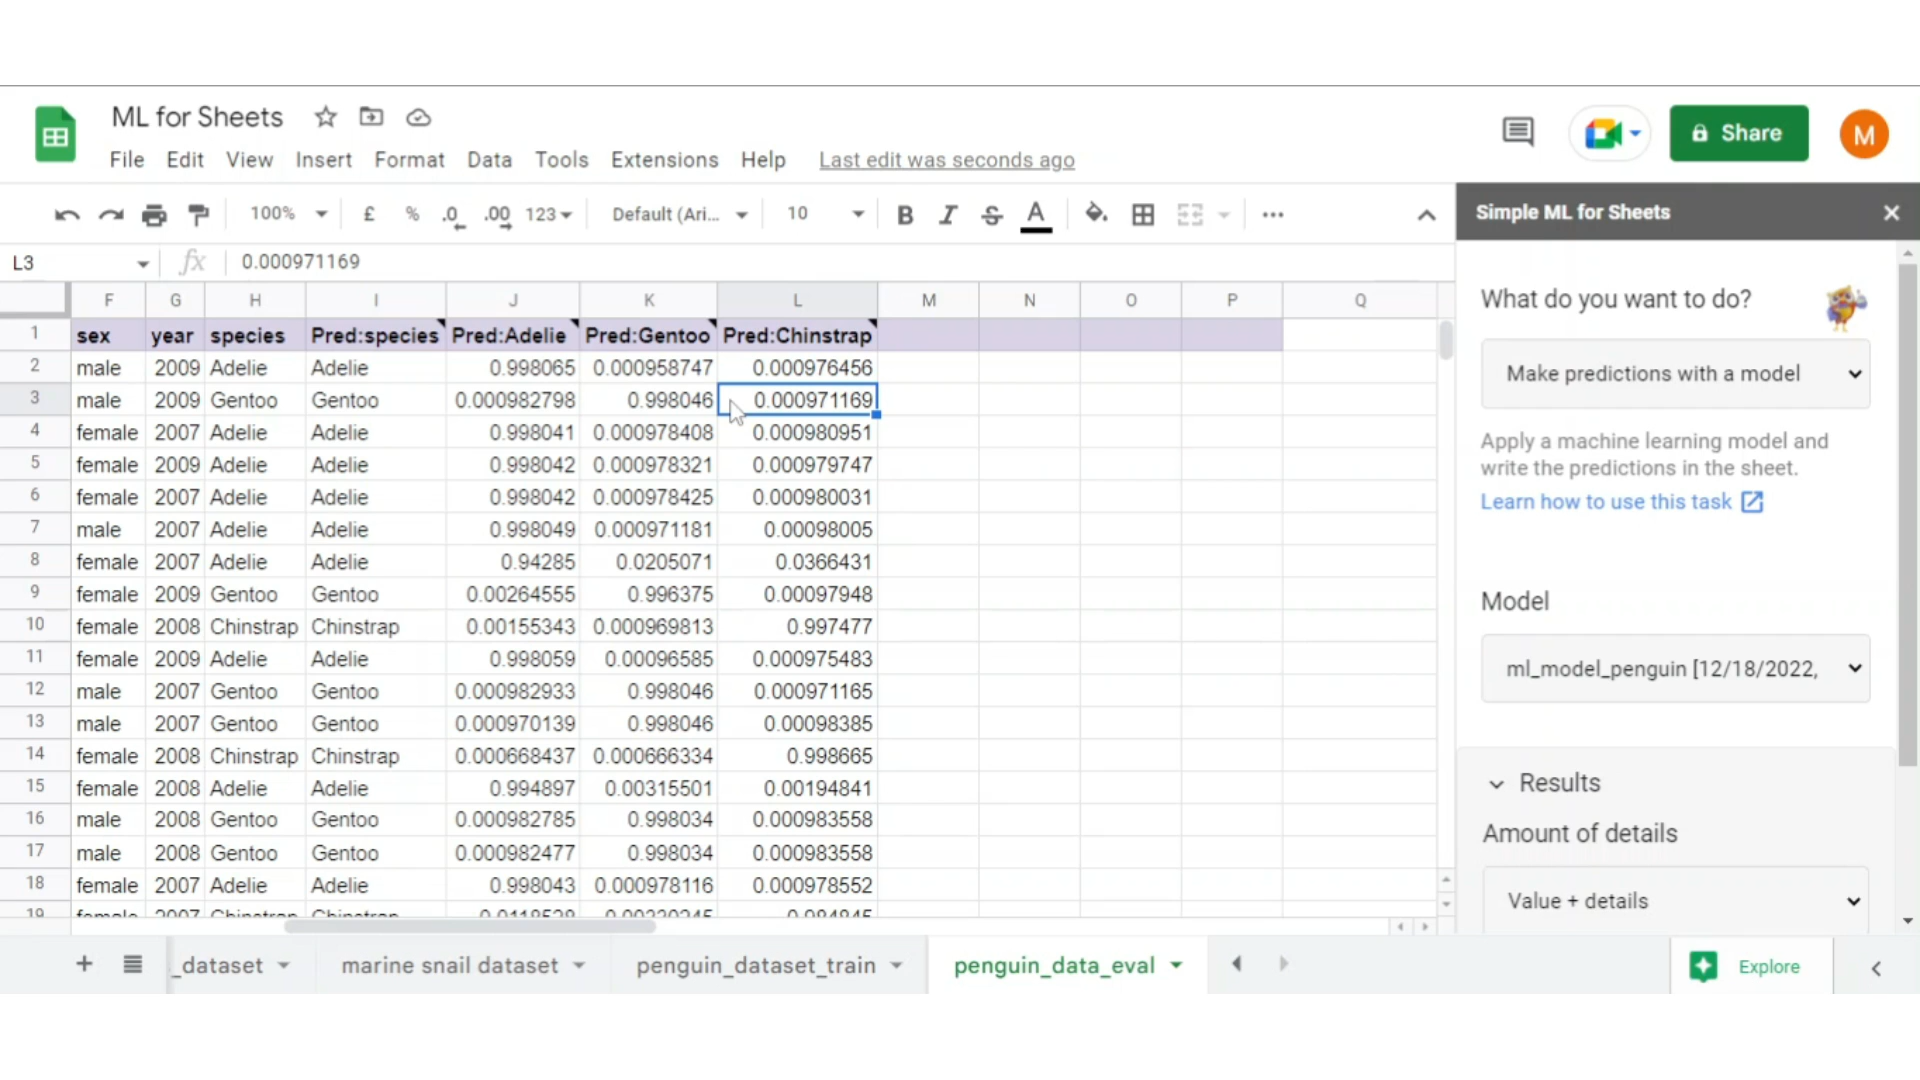 ML for Sheets
File Edit View Insert Format Data Tools Extensions Help Last edit was seconds ago
Share
M
100% £ % .0 .00 123 Default (Ari... 10 B I S A
Simple ML for Sheets
L3 fx 0.000971169
F G H I J K L M N O P Q
1 sex year species Pred:species Pred:Adelie Pred:Gentoo Pred:Chinstrap
2 male 2009 Adelie Adelie 0.998065 0.000958747 0.000976456
3 male 2009 Gentoo Gentoo 0.000982798 0.998046 0.000971169
4 female 2007 Adelie Adelie 0.998041 0.000978408 0.000980951
5 female 2009 Adelie Adelie 0.998042 0.000978321 0.000979747
6 female 2007 Adelie Adelie 0.998042 0.000978425 0.000980031
7 male 2007 Adelie Adelie 0.998049 0.000971181 0.00098005
8 female 2007 Adelie Adelie 0.94285 0.0205071 0.0366431
9 female 2009 Gentoo Gentoo 0.00264555 0.996375 0.00097948
10 female 2008 Chinstrap Chinstrap 0.00155343 0.000969813 0.997477
11 female 2009 Adelie Adelie 0.998059 0.00096585 0.000975483
12 male 2007 Gentoo Gentoo 0.000982933 0.998046 0.000971165
13 male 2007 Gentoo Gentoo 0.000970139 0.998046 0.00098385
14 female 2008 Chinstrap Chinstrap 0.000668437 0.000666334 0.998665
15 female 2008 Adelie Adelie 0.994897 0.00315501 0.00194841
16 male 2008 Gentoo Gentoo 0.000982785 0.998034 0.000983558
17 male 2008 Gentoo Gentoo 0.000982477 0.998034 0.000983558
18 female 2007 Adelie Adelie 0.998043 0.000978116 0.000978552
19 female 2007 Chinstrap Chinstrap
What do you want to do?
Make predictions with a model
Apply a machine learning model and
write the predictions in the sheet.
Learn how to use this task
Model
ml_model_penguin [12/18/2022,
Results
Amount of details
Value + details
_dataset marine snail dataset penguin_dataset_train penguin_data_eval
Explore